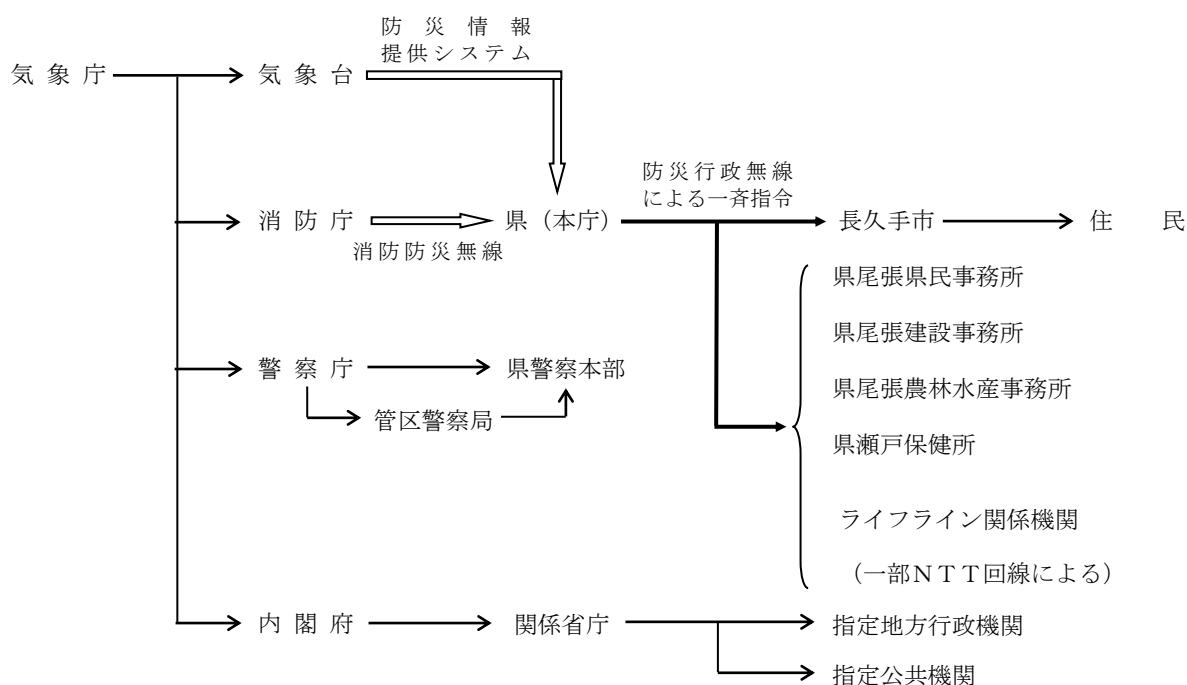 防災情報
提供システム
気象庁
気象台
防災行政無線
による一斉指令
消防庁
県（本庁）
長久手市
住民
消防防災無線
県尾張県民事務所
県尾張建設事務所
警察庁
県警察本部
県尾張農林水産事務所
管区警察局
県瀬戸保健所
ライフライン関係機関
（一部ＮＴＴ回線による）
内閣府
関係省庁
指定地方行政機関
指定公共機関